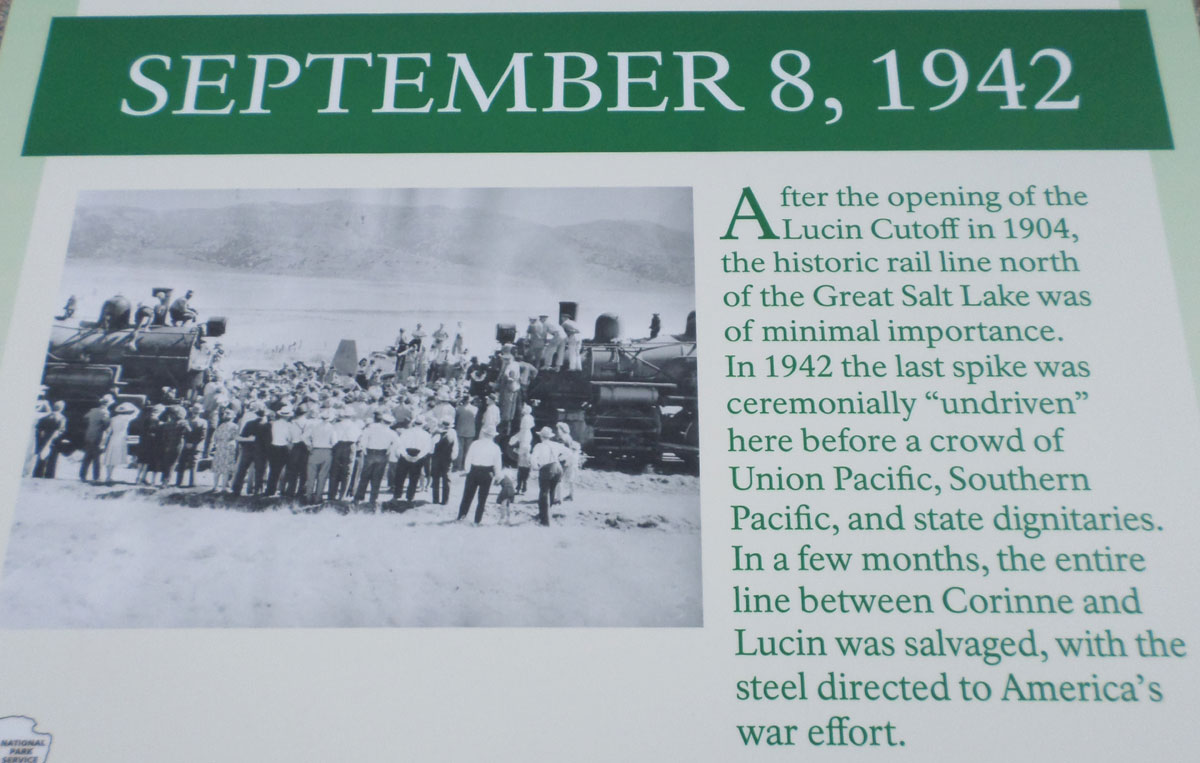 SEPTEMBER 8, 1942
After the opening of the
Lucin Cutoff in 1904,
the historic rail line north
of the Great Salt Lake was
of minimal importance.
In 1942 the last spike was
ceremonially “undriven”
here before a crowd of
Union Pacific, Southern
Pacific, and state dignitaries.
In a few months, the entire
line between Corinne and
Lucin was salvaged, with the
steel directed to America’s
war effort.
NATIONAL
PARK
SERVICE